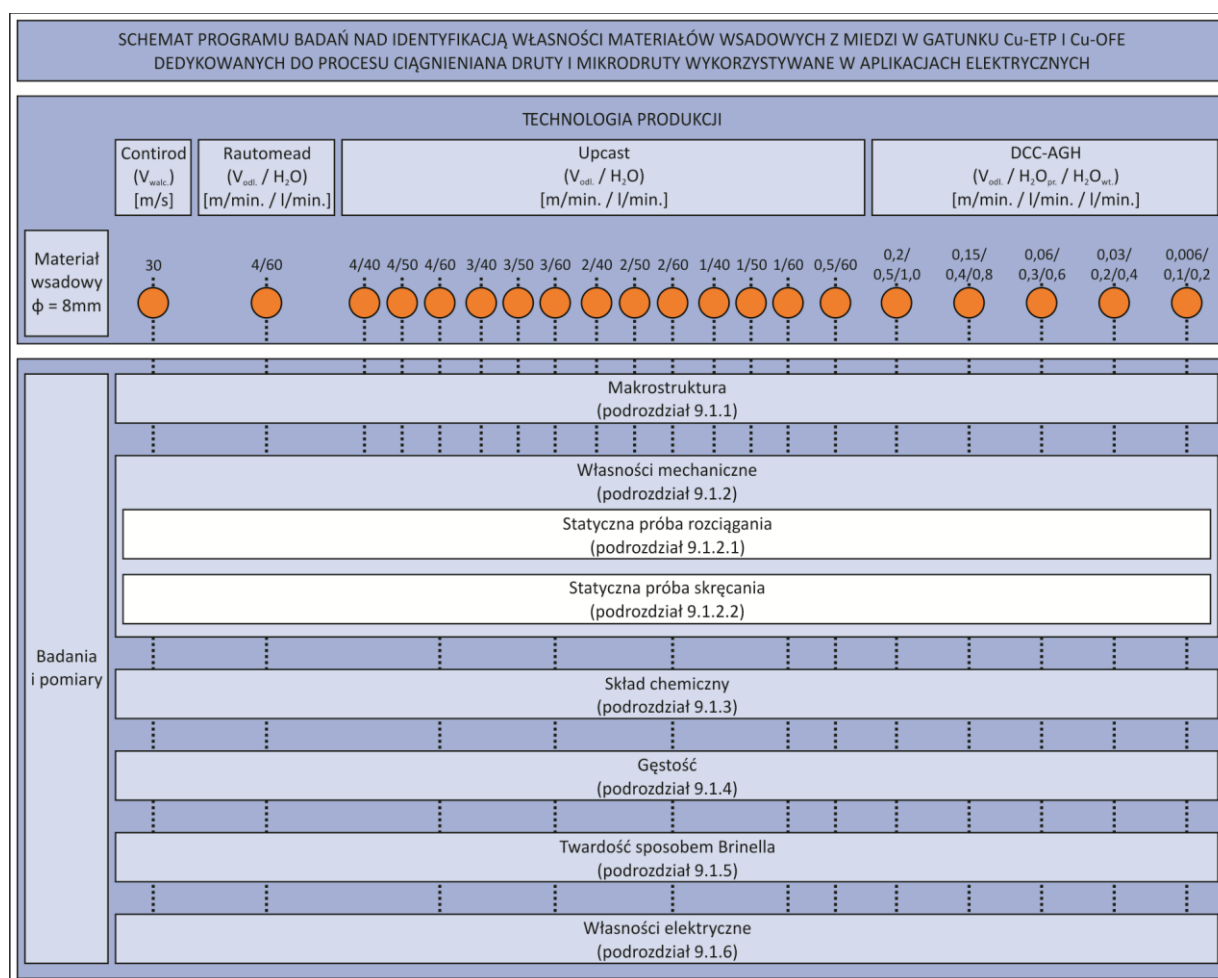 SCHEMAT PROGRAMU BADAŃ NAD IDENTYFIKACJĄ WŁASNOŚCI MATERIAŁÓW WSADOWYCH Z MIEDZI W GATUNKU Cu-ETP I Cu-OFE
DEDYKOWANYCH DO PROCESU CIĄGNIENIANA DRUTY I MIKRODRUTY WYKORZYSTYWANE W APLIKACJACH ELEKTRYCZNYCH
TECHNOLOGIA PRODUKCJI
Contirod
(Vwalc.)
[m/s]
Rautomead
(Vodl. / H2O)
[m/min. / l/min.]
Upcast
(Vodl. / H2O)
[m/min. / l/min.]
DCC-AGH
(Vodl. / H2Opr. / H2Owt.)
[m/min. / l/min. / l/min.]
Materiał
wsadowy
ϕ = 8mm
30
4/60
4/40 4/50 4/60 3/40 3/50 3/60 2/40 2/50 2/60 1/40 1/50 1/60 0,5/60
0,2/
0,5/1,0
0,15/
0,4/0,8
0,06/
0,3/0,6
0,03/
0,2/0,4
0,006/
0,1/0,2
Badania
i pomiary
Makrostruktura
(podrozdział 9.1.1)
Własności mechaniczne
(podrozdział 9.1.2)
Statyczna próba rozciągania
(podrozdział 9.1.2.1)
Statyczna próba skręcania
(podrozdział 9.1.2.2)
Skład chemiczny
(podrozdział 9.1.3)
Gęstość
(podrozdział 9.1.4)
Twardość sposobem Brinella
(podrozdział 9.1.5)
Własności elektryczne
(podrozdział 9.1.6)